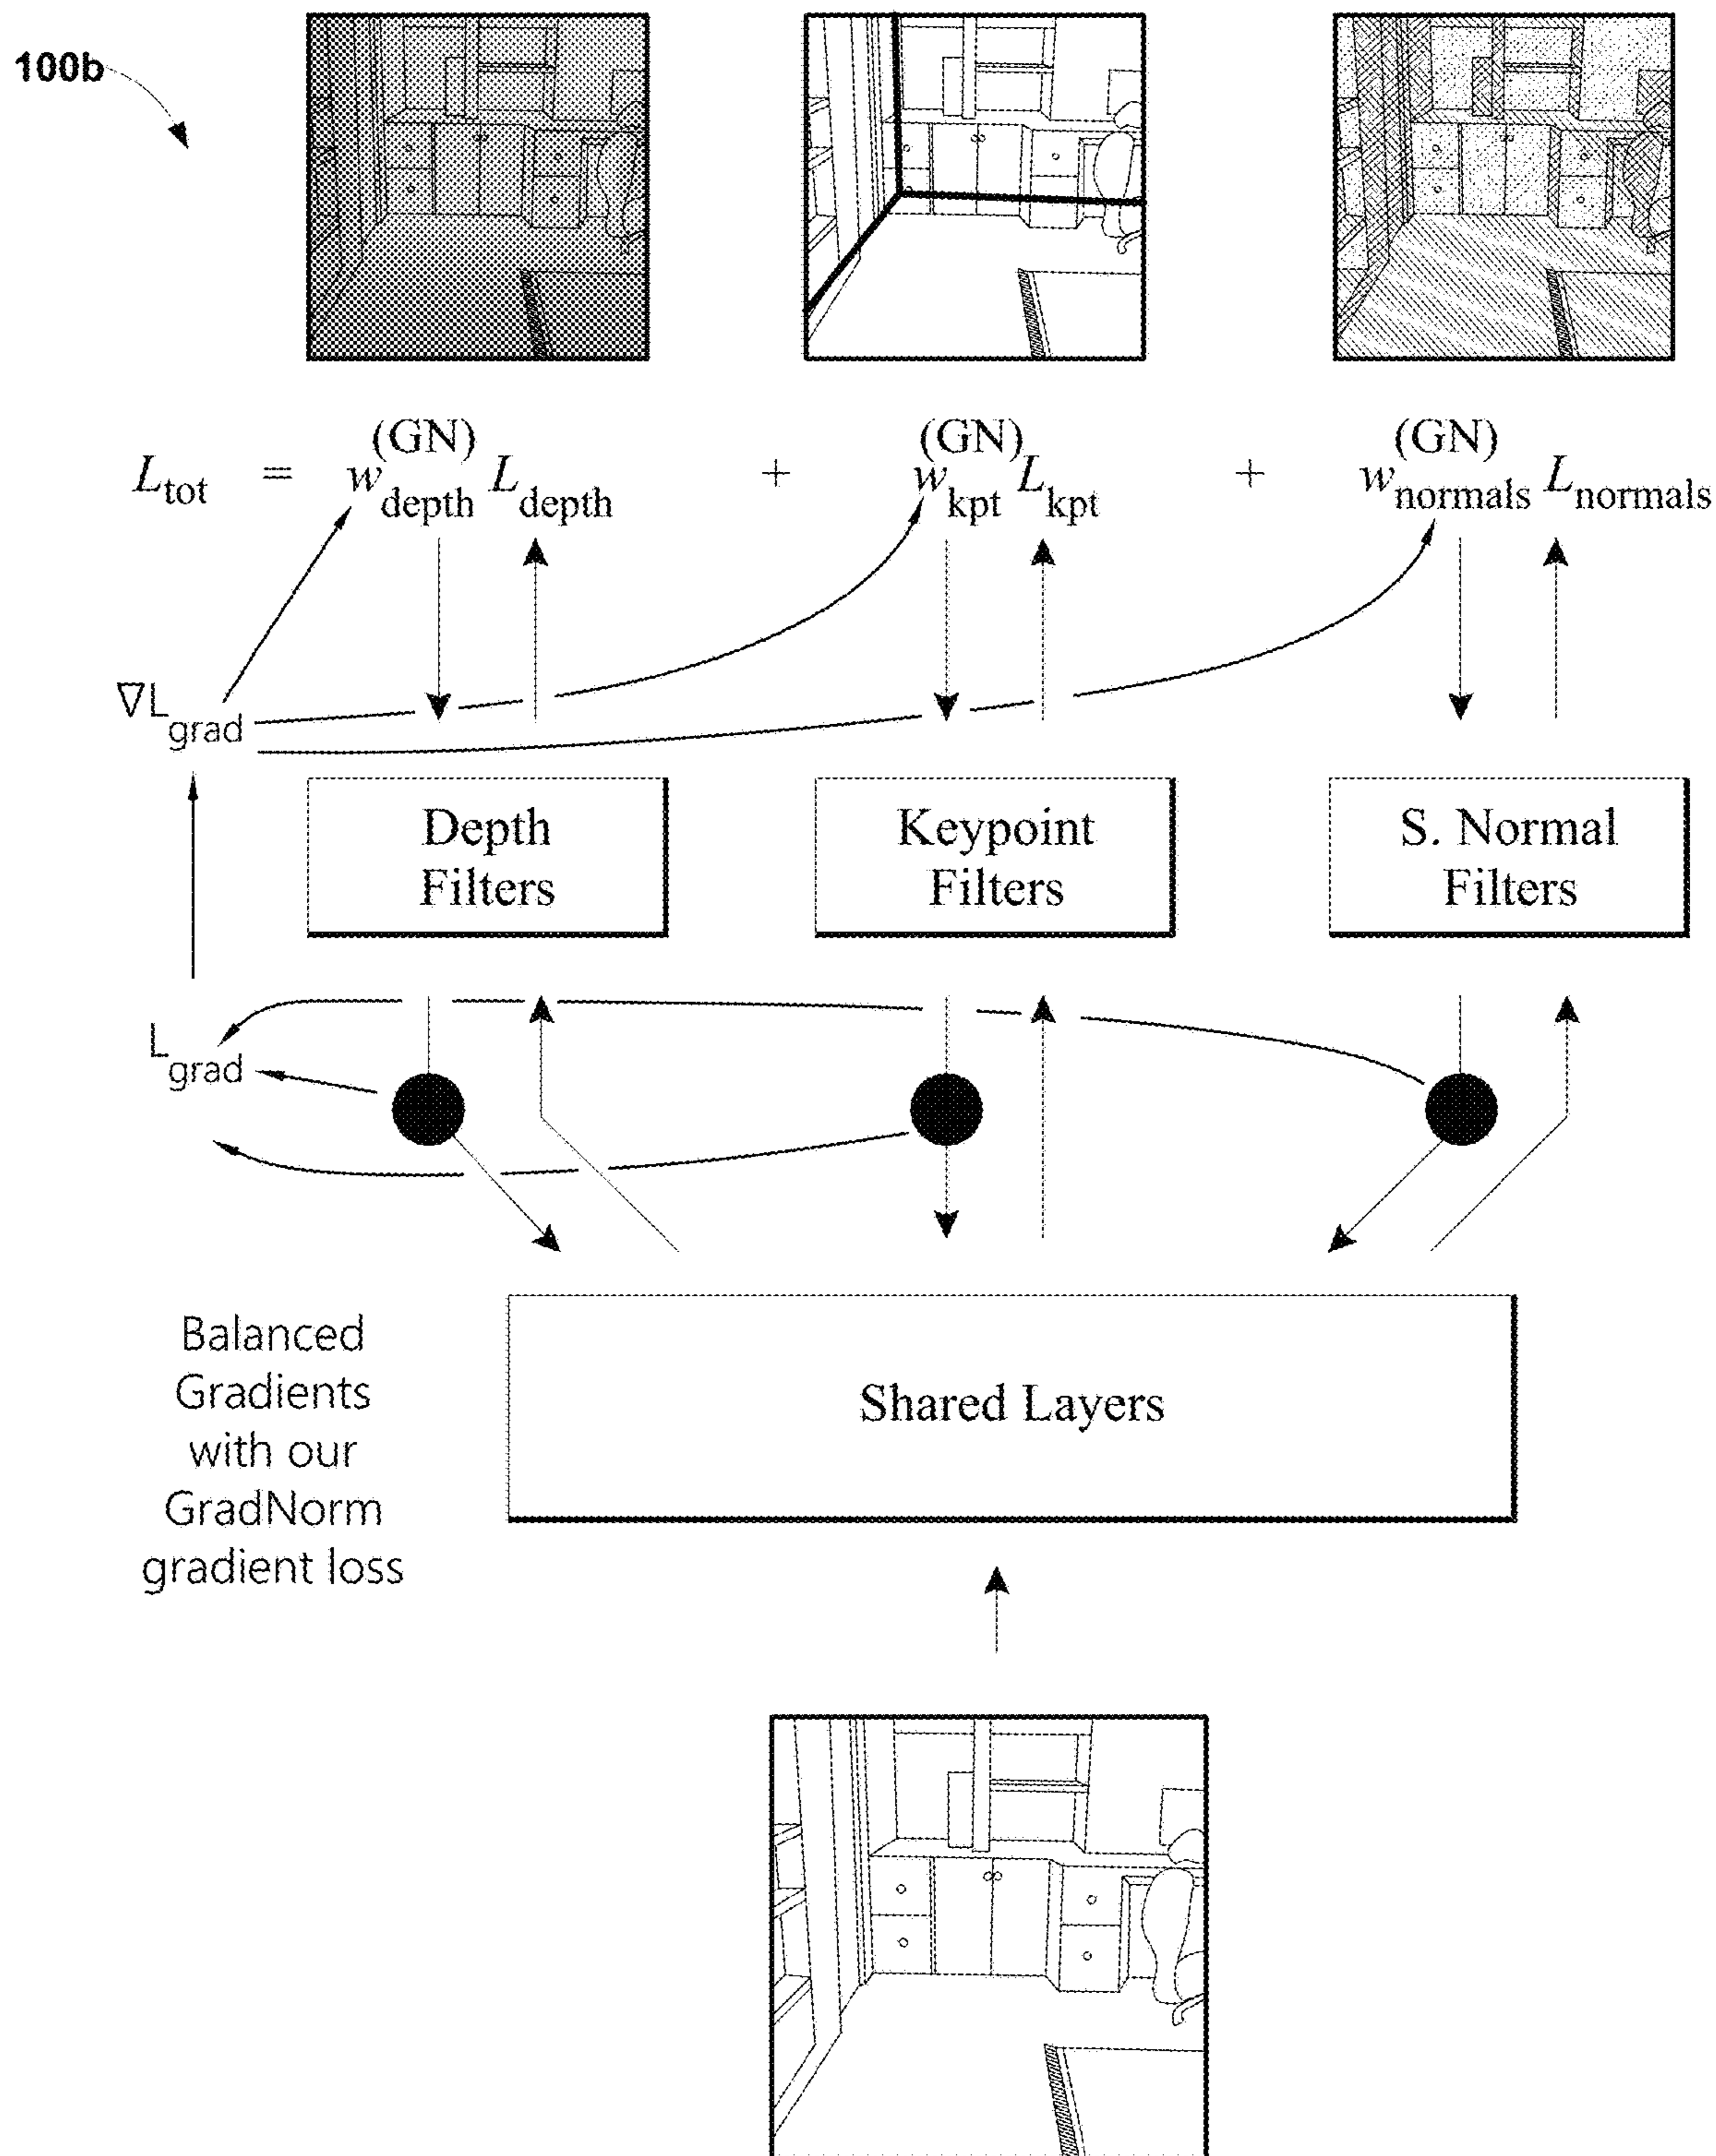 100b
(GN) (GN) (GN)
L_tot = w_depth L_depth + w_kpt L_kpt + w_normals L_normals
∇L_grad
Depth
Filters
Keypoint
Filters
S. Normal
Filters
L_grad
Balanced
Gradients
with our
GradNorm
gradient loss
Shared Layers